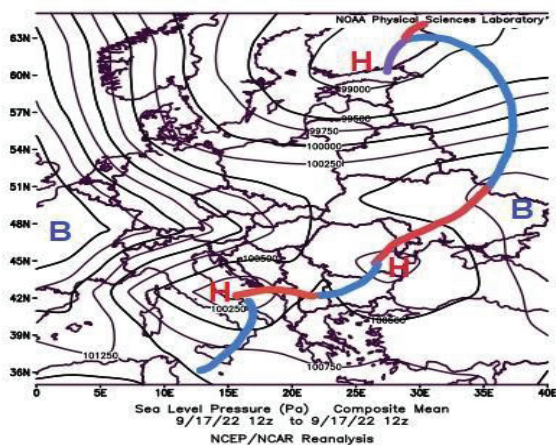 NOAA Physical Sciences Laboratory
63N
H
60N
99000
57N
99500
99750
54N
100000
100250
51N
B
B
48N
100500
45N
H
H
42N
100250
100500
39N
101250
100750
36N
0 5E 10E 15E 20E 25E 30E 35E 40E
Sea Level Pressure (Pa) Composite Mean
9/17/22 12z to 9/17/22 12z
NCEP/NCAR Reanalysis